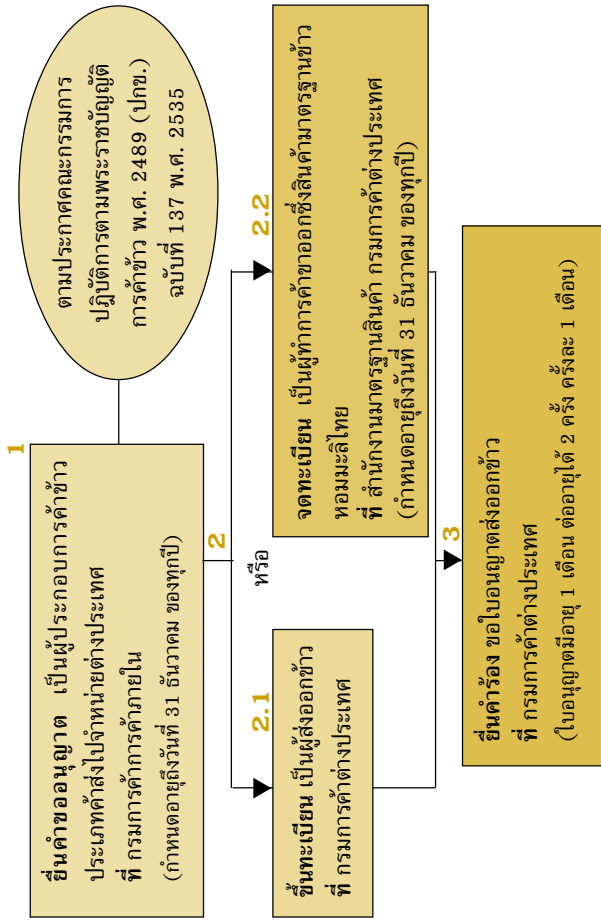 1
ยื่นคำขออนุญาต เป็นผู้ประกอบการค้าข้าว
ประเภทค้าส่งไปจำหน่ายต่างประเทศ
ที่ กรมการค้าการค้าภายใน
(กำหนดอายุถึงวันที่ 31 ธันวาคม ของทุกปี)
ตามประกาศคณะกรรมการ
ปฏิบัติการตามพระราชบัญญัติ
การค้าข้าว พ.ศ. 2489 (ปกข.)
ฉบับที่ 137 พ.ศ. 2535
2
หรือ
2.1
ขึ้นทะเบียน เป็นผู้ส่งออกข้าว
ที่ กรมการค้าต่างประเทศ
2.2
จดทะเบียน เป็นผู้ทำการค้าขาออกซึ่งสินค้ามาตรฐานข้าว
หอมมะลิไทย
ที่ สำนักงานมาตรฐานสินค้า กรมการค้าต่างประเทศ
(กำหนดอายุถึงวันที่ 31 ธันวาคม ของทุกปี)
3
ยื่นคำร้อง ขอใบอนุญาตส่งออกข้าว
ที่ กรมการค้าต่างประเทศ
(ใบอนุญาตมีอายุ 1 เดือน ต่ออายุได้ 2 ครั้ง ครั้งละ 1 เดือน)